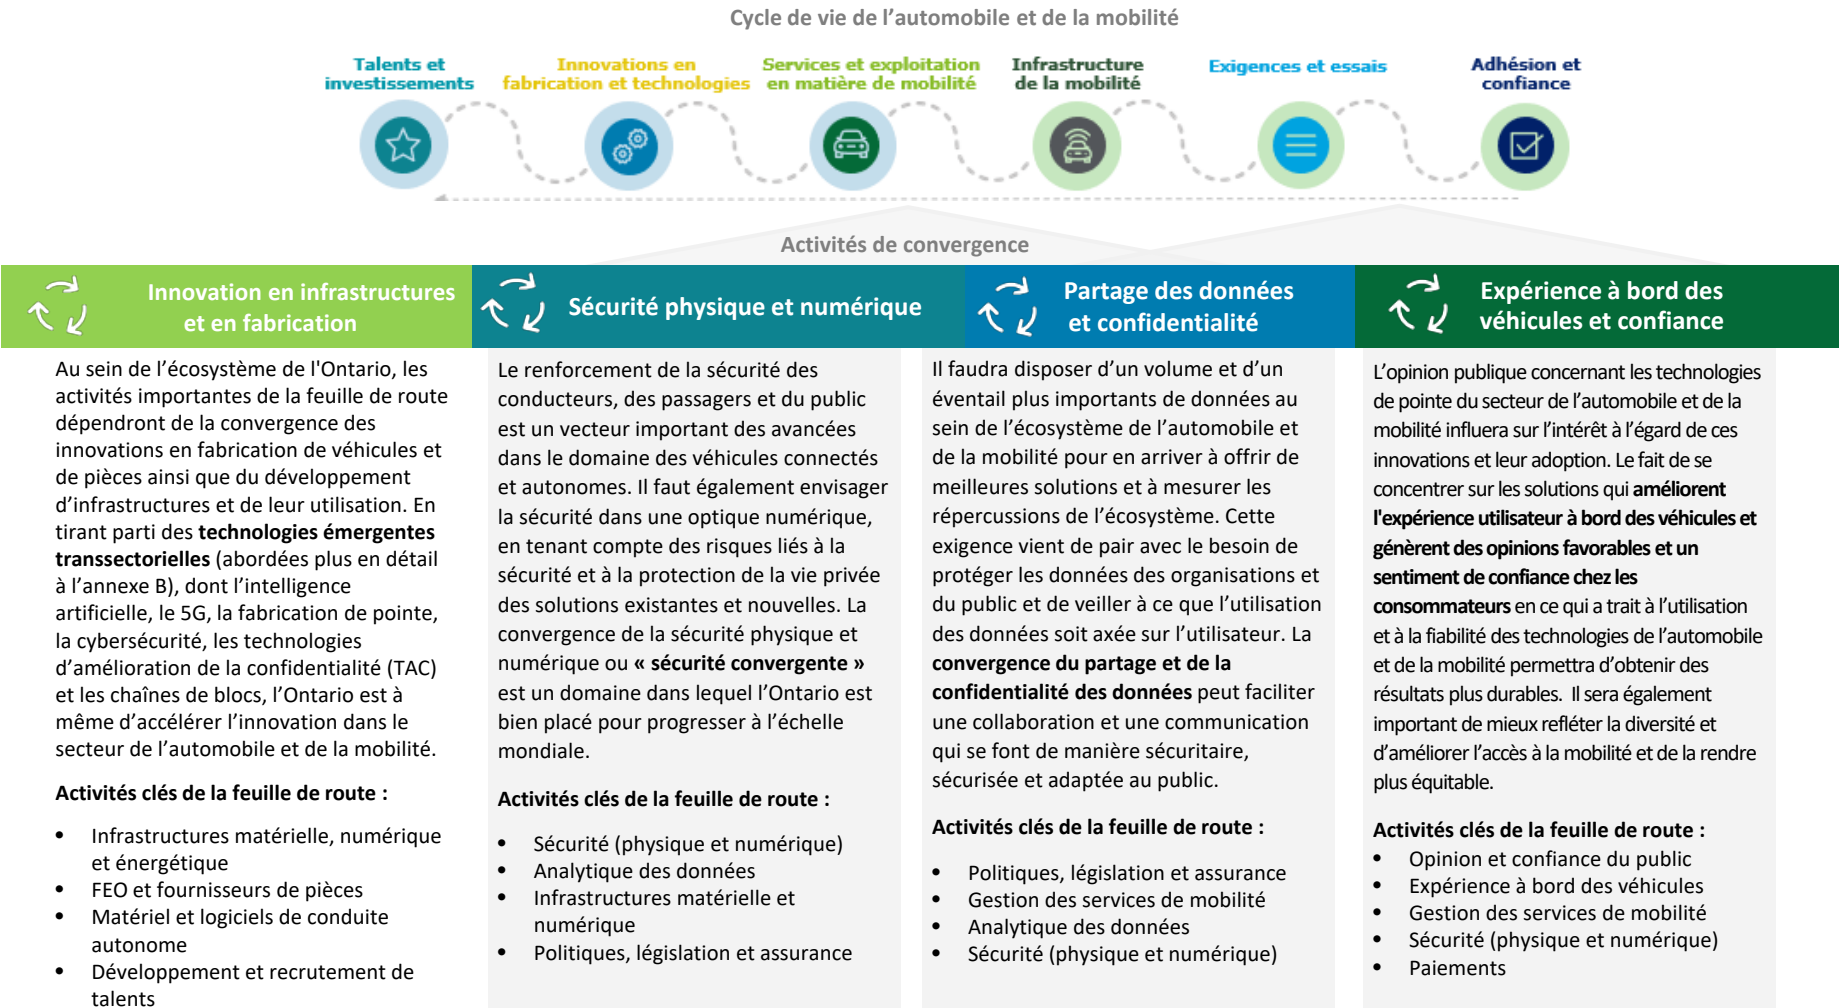 Cycle de vie de l’automobile et de la mobilité
Talents et
investissements
Innovations en
fabrication et technologies
Services et exploitation
en matière de mobilité
Infrastructure
de la mobilité
Exigences et essais
Adhésion et
confiance
Activités de convergence
Innovation en infrastructures
et en fabrication
Au sein de l’écosystème de l'Ontario, les
activités importantes de la feuille de route
dépendront de la convergence des
innovations en fabrication de véhicules et
de pièces ainsi que du développement
d’infrastructures et de leur utilisation. En
tirant parti des technologies émergentes
transsectorielles (abordées plus en détail
à l’annexe B), dont l’intelligence
artificielle, le 5G, la fabrication de pointe,
la cybersécurité, les technologies
d’amélioration de la confidentialité (TAC)
et les chaînes de blocs, l’Ontario est à
même d’accélérer l’innovation dans le
secteur de l’automobile et de la mobilité.
Activités clés de la feuille de route :
• Infrastructures matérielle, numérique
et énergétique
• FEO et fournisseurs de pièces
• Matériel et logiciels de conduite
autonome
• Développement et recrutement de
talents
Sécurité physique et numérique
Le renforcement de la sécurité des
conducteurs, des passagers et du public
est un vecteur important des avancées
dans le domaine des véhicules connectés
et autonomes. Il faut également envisager
la sécurité dans une optique numérique,
en tenant compte des risques liés à la
sécurité et à la protection de la vie privée
des solutions existantes et nouvelles. La
convergence de la sécurité physique et
numérique ou « sécurité convergente »
est un domaine dans lequel l’Ontario est
bien placé pour progresser à l’échelle
mondiale.
Activités clés de la feuille de route :
• Sécurité (physique et numérique)
• Analytique des données
• Infrastructures matérielle et
numérique
• Politiques, législation et assurance
Partage des données
et confidentialité
Il faudra disposer d’un volume et d’un
éventail plus importants de données au
sein de l’écosystème de l’automobile et
de la mobilité pour en arriver à offrir de
meilleures solutions et à mesurer les
répercussions de l’écosystème. Cette
exigence vient de pair avec le besoin de
protéger les données des organisations et
du public et de veiller à ce que l’utilisation
des données soit axée sur l’utilisateur. La
convergence du partage et de la
confidentialité des données peut faciliter
une collaboration et une communication
qui se font de manière sécuritaire,
sécurisée et adaptée au public.
Activités clés de la feuille de route :
• Politiques, législation et assurance
• Gestion des services de mobilité
• Analytique des données
• Sécurité (physique et numérique)
Expérience à bord des
véhicules et confiance
L’opinion publique concernant les technologies
de pointe du secteur de l’automobile et de la
mobilité influera sur l’intérêt à l’égard de ces
innovations et leur adoption. Le fait de se
concentrer sur les solutions qui améliorent
l'expérience utilisateur à bord des véhicules et
génèrent des opinions favorables et un
sentiment de confiance chez les
consommateurs en ce qui a trait à l’utilisation
et à la fiabilité des technologies de l’automobile
et de la mobilité permettra d’obtenir des
résultats plus durables. Il sera également
important de mieux refléter la diversité et
d’améliorer l’accès à la mobilité et de la rendre
plus équitable.
Activités clés de la feuille de route :
• Opinion et confiance du public
• Expérience à bord des véhicules
• Gestion des services de mobilité
• Sécurité (physique et numérique)
• Paiements